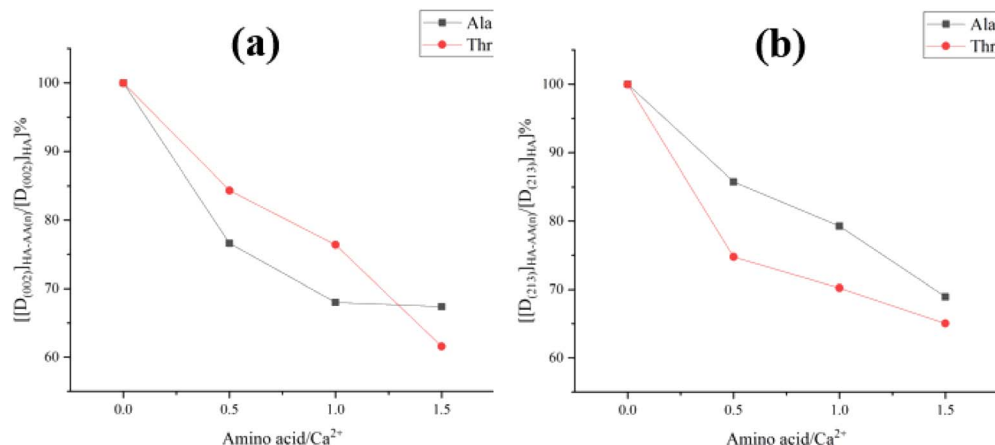 (a)
Ala
Thr
[[D(002)]HA-AA(n)/[D(002)]HA]%
100
90
80
70
60
0.0 0.5 1.0 1.5
Amino acid/Ca²⁺
(b)
Ala
Thr
[[D(213)]HA-AA(n)/[D(213)]HA]%
100
90
80
70
60
0.0 0.5 1.0 1.5
Amino acid/Ca²⁺